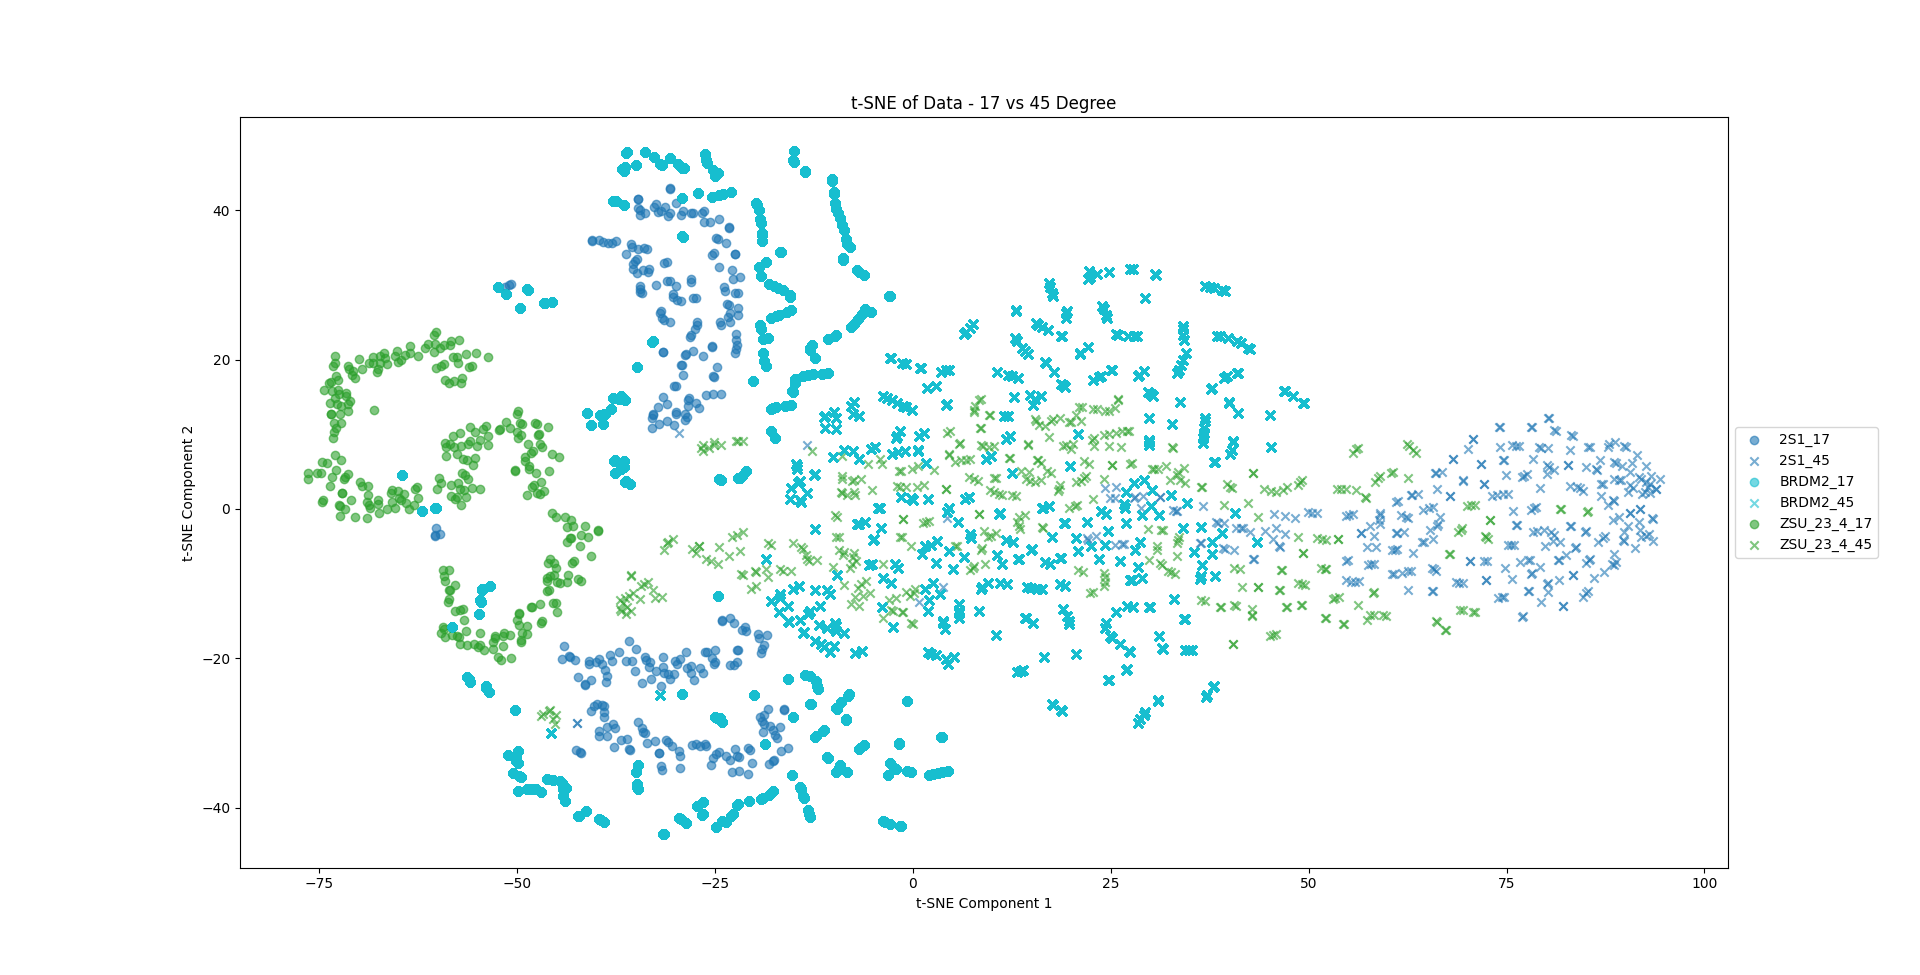 t-SNE of Data - 17 vs 45 Degree
40
20
0
−20
−40
t-SNE Component 2
−75
−50
−25
0
25
50
75
100
t-SNE Component 1
2S1_17
2S1_45
BRDM2_17
BRDM2_45
ZSU_23_4_17
ZSU_23_4_45